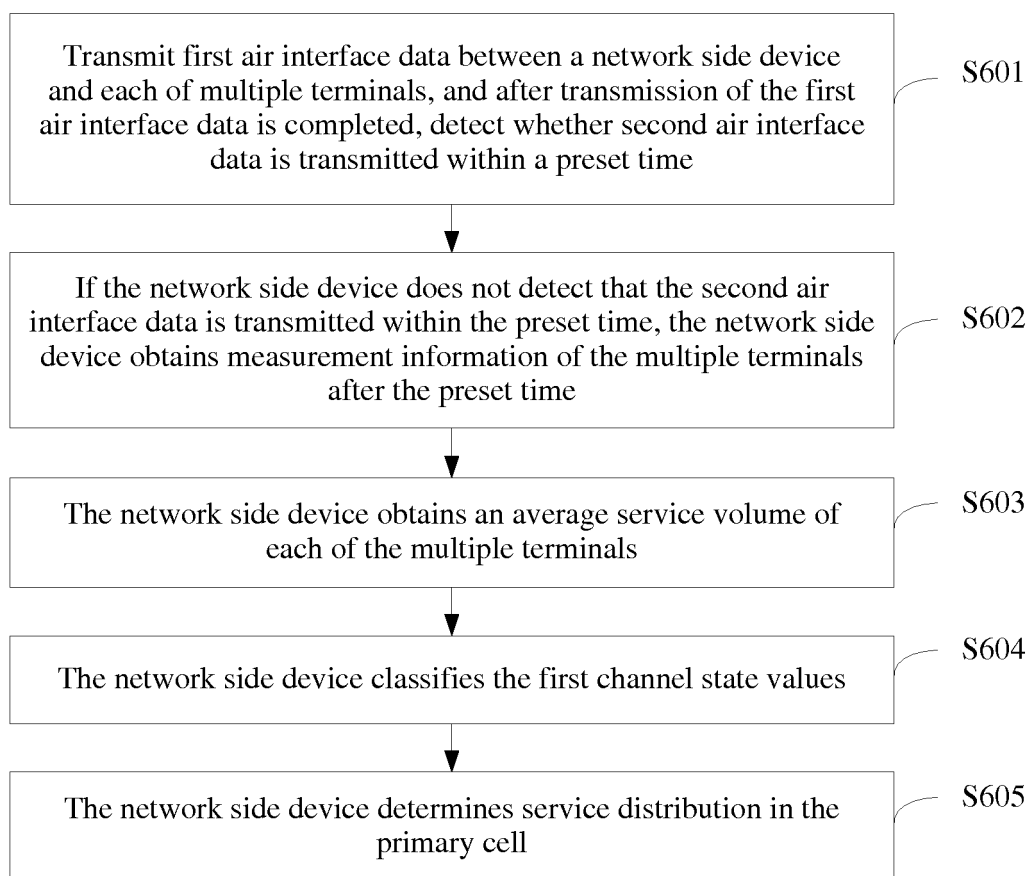 Transmit first air interface data between a network side device
and each of multiple terminals, and after transmission of the first
air interface data is completed, detect whether second air interface
data is transmitted within a preset time
S601
If the network side device does not detect that the second air
interface data is transmitted within the preset time, the network side
device obtains measurement information of the multiple terminals
after the preset time
S602
The network side device obtains an average service volume of
each of the multiple terminals
S603
The network side device classifies the first channel state values
S604
The network side device determines service distribution in the
primary cell
S605